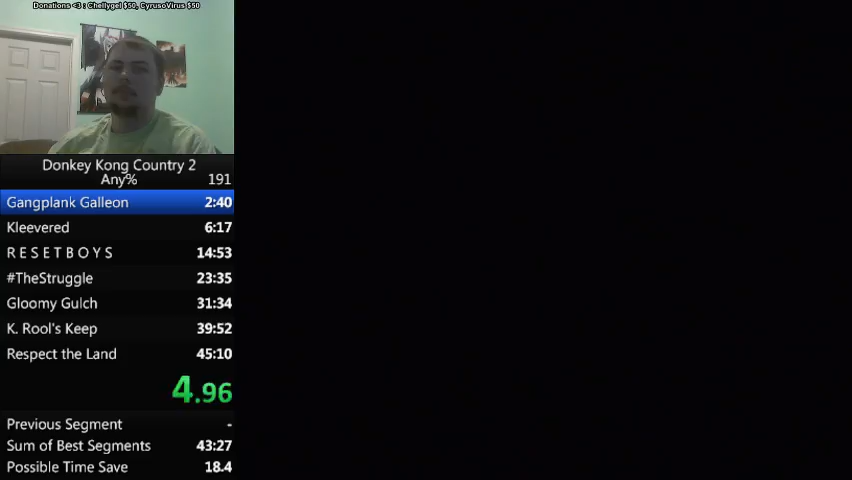 Donations <3 : Chellygel $50, CyrusoVirus $50
Donkey Kong Country 2
Any% 191
Gangplank Galleon 2:40
Kleevered 6:17
R E S E T B O Y S 14:53
#TheStruggle 23:35
Gloomy Gulch 31:34
K. Rool's Keep 39:52
Respect the Land 45:10
4.96
Previous Segment -
Sum of Best Segments 43:27
Possible Time Save 18.4